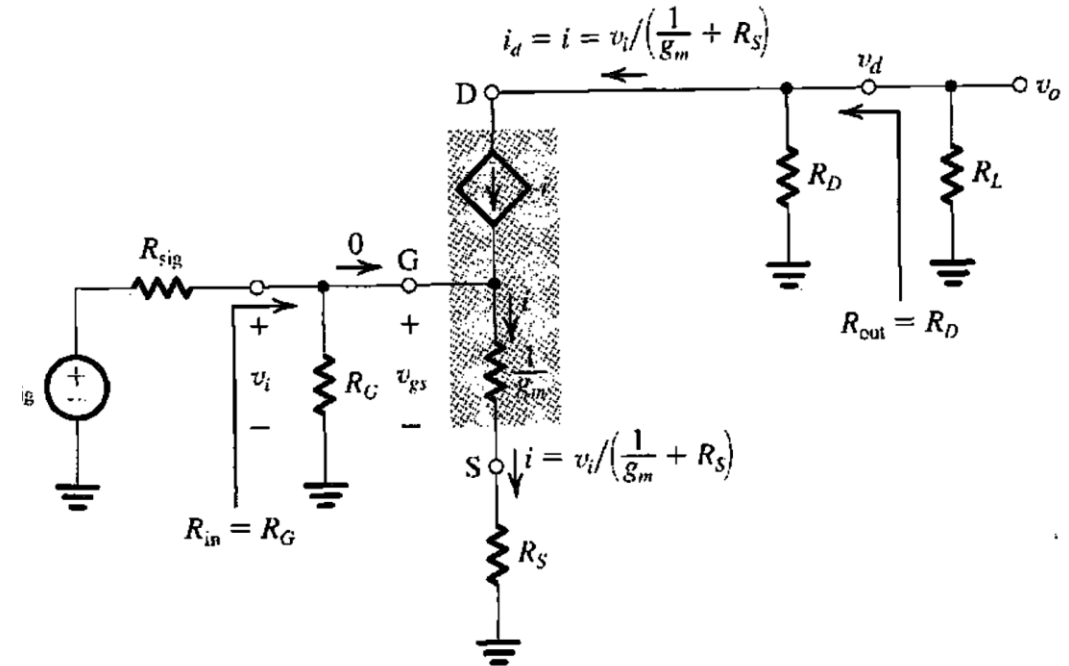 i_d = i = v_i/(1/g_m + R_S)
v_d
v_o
D
i
R_D
R_L
R_sig
0
G
i
+
+
+
v_i
R_G
v_gs
1/g_m
−
−
−
R_out = R_D
S
i = v_i/(1/g_m + R_S)
R_in = R_G
R_S